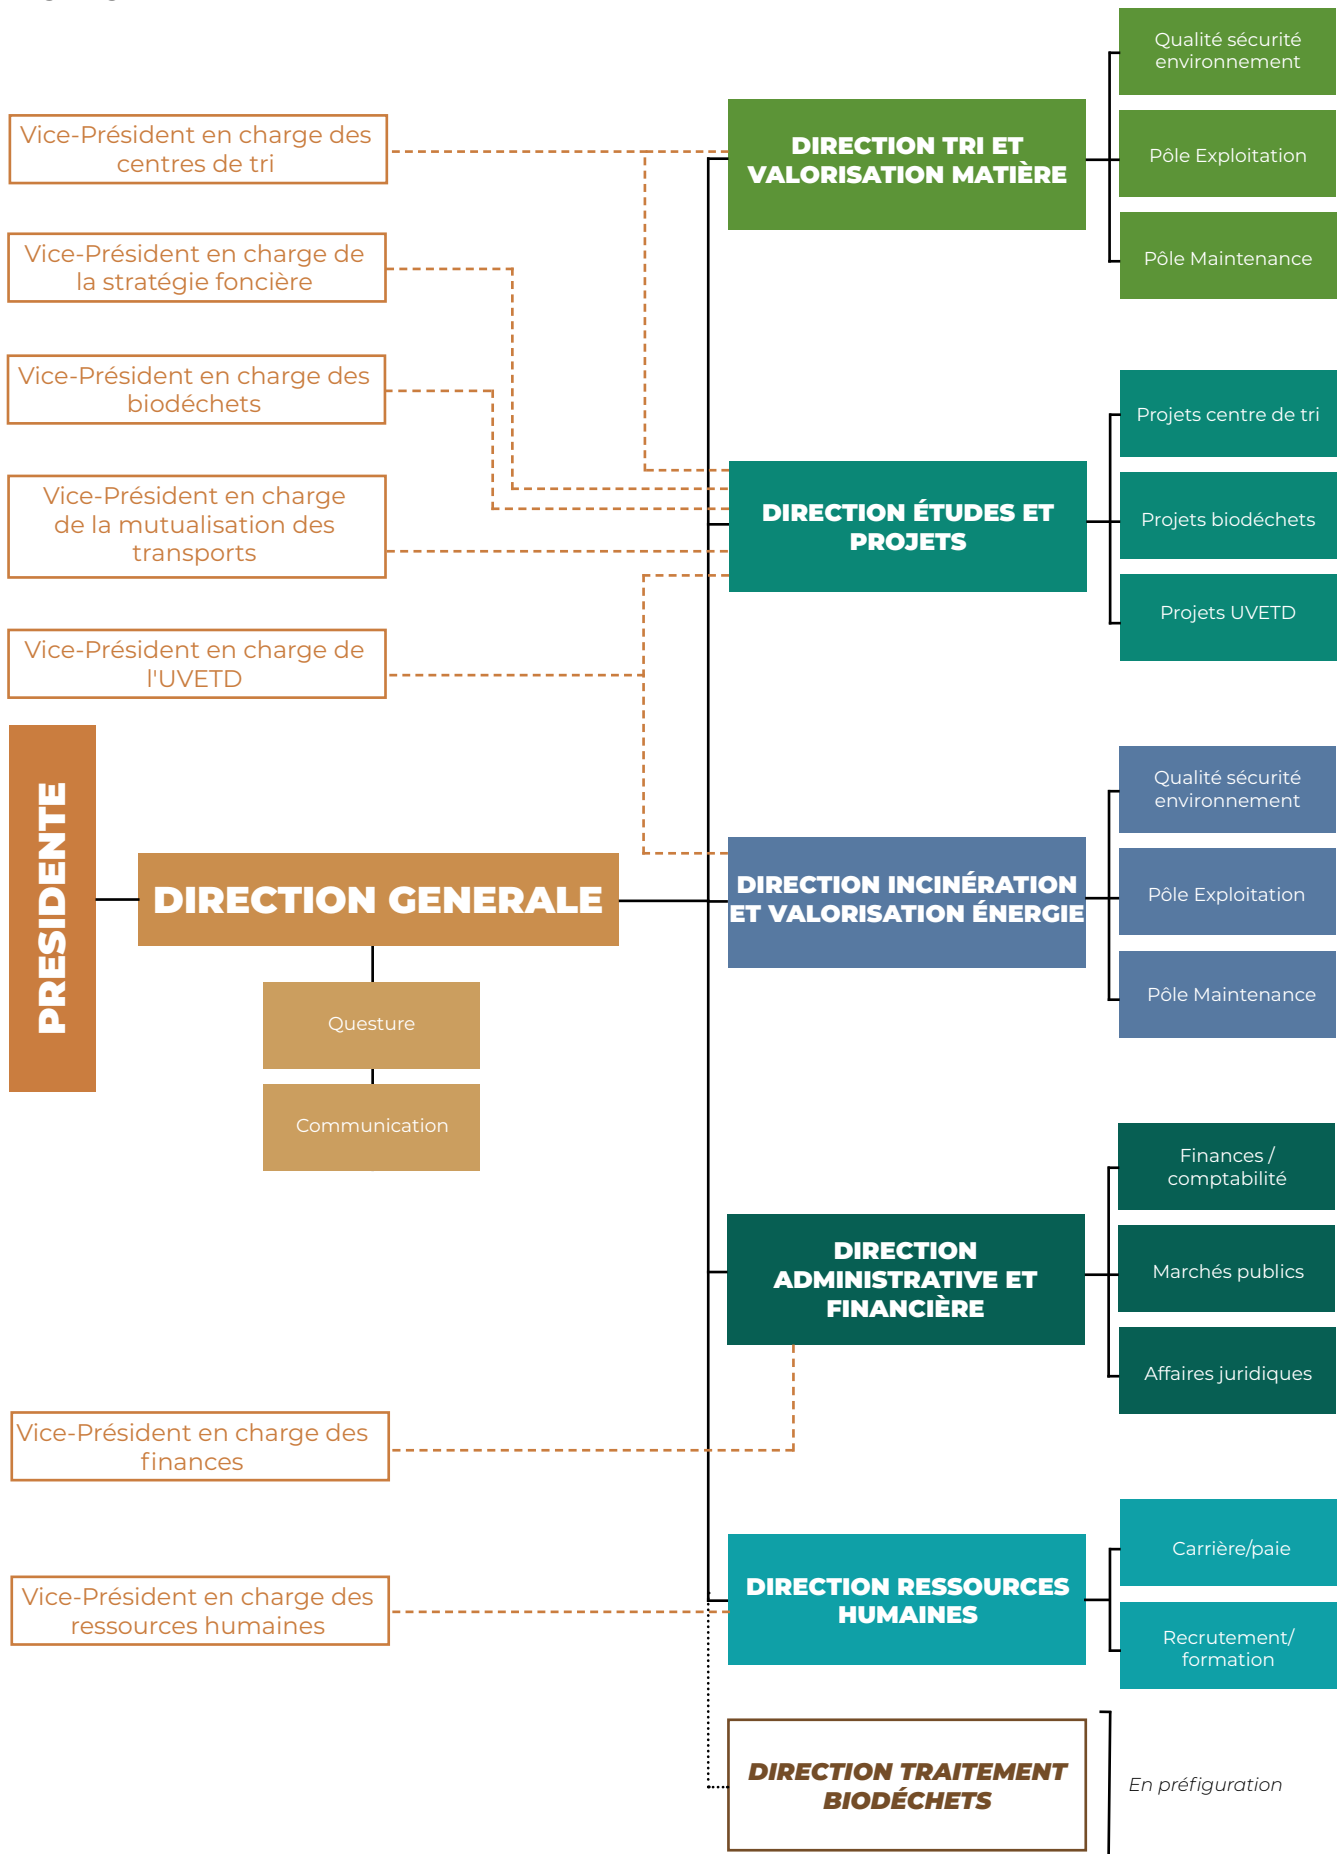 Vice-Président en charge des
centres de tri
Vice-Président en charge de
la stratégie foncière
Vice-Président en charge des
biodéchets
Vice-Président en charge
de la mutualisation des
transports
Vice-Président en charge de
l'UVETD
PRESIDENTE
DIRECTION GENERALE
Questure
Communication
Vice-Président en charge des
finances
Vice-Président en charge des
ressources humaines
DIRECTION TRI ET
VALORISATION MATIÈRE
Qualité sécurité
environnement
Pôle Exploitation
Pôle Maintenance
DIRECTION ÉTUDES ET
PROJETS
Projets centre de tri
Projets biodéchets
Projets UVETD
DIRECTION INCINÉRATION
ET VALORISATION ÉNERGIE
Qualité sécurité
environnement
Pôle Exploitation
Pôle Maintenance
DIRECTION
ADMINISTRATIVE ET
FINANCIÈRE
Finances /
comptabilité
Marchés publics
Affaires juridiques
DIRECTION RESSOURCES
HUMAINES
Carrière/paie
Recrutement/
formation
DIRECTION TRAITEMENT
BIODÉCHETS
En préfiguration